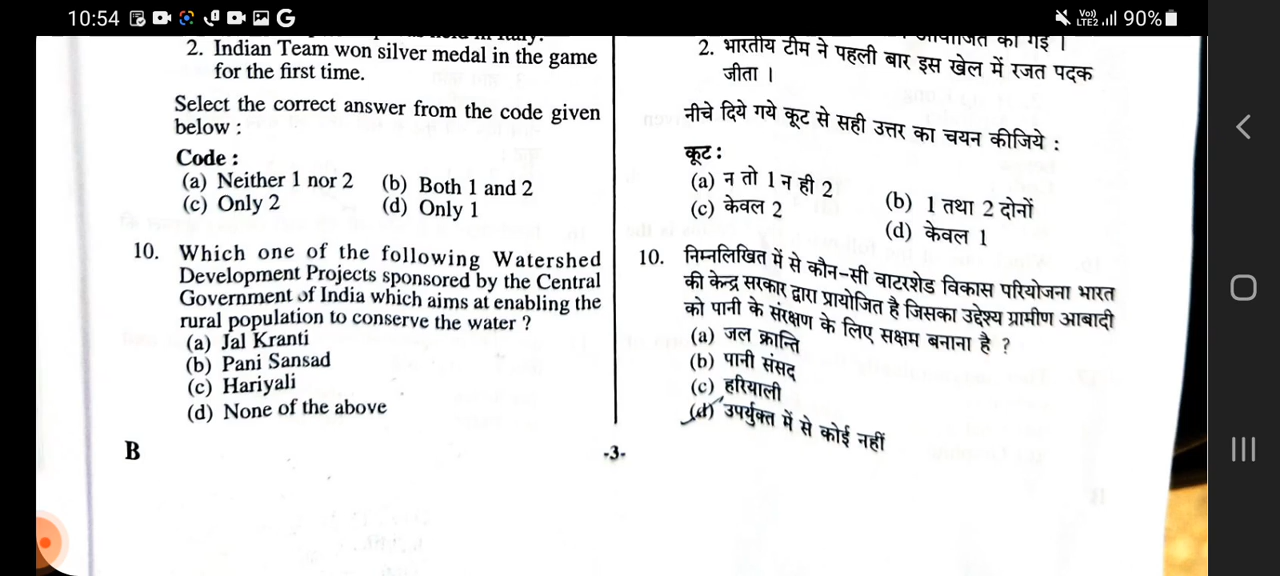 10:54
Vo))
LTE2
90%
2. Indian Team won silver medal in the game
for the first time.
Select the correct answer from the code given
below :
Code :
(a) Neither 1 nor 2 (b) Both 1 and 2
(c) Only 2 (d) Only 1
10. Which one of the following Watershed
Development Projects sponsored by the Central
Government of India which aims at enabling the
rural population to conserve the water ?
(a) Jal Kranti
(b) Pani Sansad
(c) Hariyali
(d) None of the above
2. भारतीय टीम ने पहली बार इस खेल में रजत पदक
जीता ।
नीचे दिये गये कूट से सही उत्तर का चयन कीजिये :
कूट :
(a) न तो 1 न ही 2 (b) 1 तथा 2 दोनों
(c) केवल 2 (d) केवल 1
10. निम्नलिखित में से कौन-सी वाटरशेड विकास परियोजना भारत
की केन्द्र सरकार द्वारा प्रायोजित है जिसका उद्देश्य ग्रामीण आबादी
को पानी के संरक्षण के लिए सक्षम बनाना है ?
(a) जल क्रान्ति
(b) पानी संसद
(c) हरियाली
(d) उपर्युक्त में से कोई नहीं
B
-3-